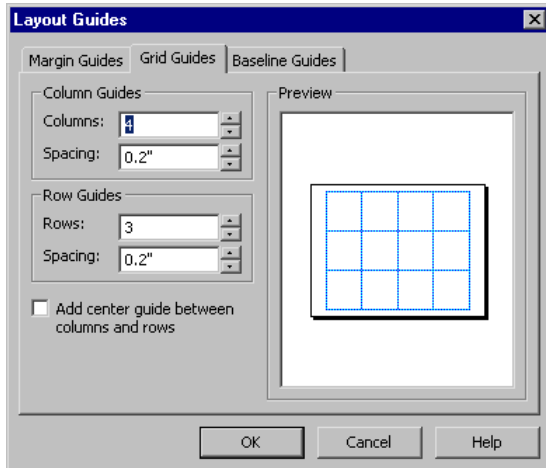 Layout Guides
Margin Guides Grid Guides Baseline Guides
Column Guides
Columns: 4
Spacing: 0.2"
Row Guides
Rows: 3
Spacing: 0.2"
Add center guide between
columns and rows
Preview
OK Cancel Help